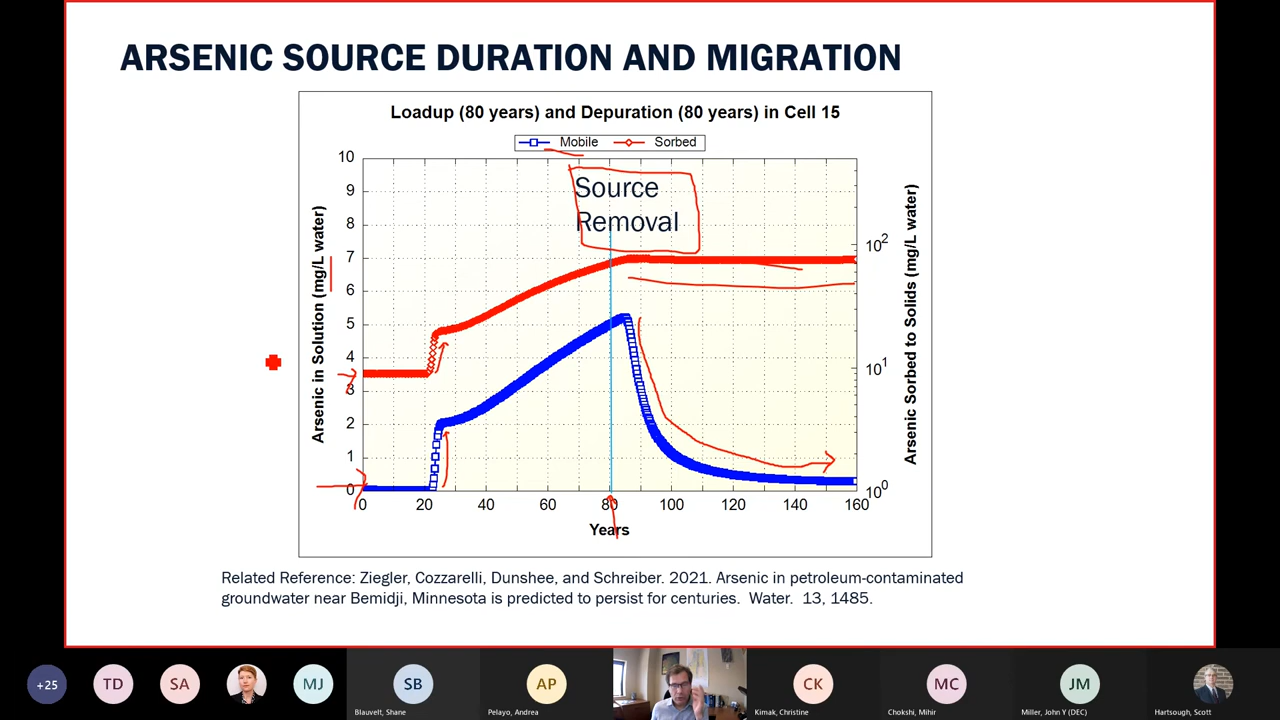 ARSENIC SOURCE DURATION AND MIGRATION
Loadup (80 years) and Depuration (80 years) in Cell 15
Mobile Sorbed
Source
Removal
Arsenic in Solution (mg/L water)
10
9
8
7
6
5
4
3
2
1
0
10²
10¹
10⁰
Arsenic Sorbed to Solids (mg/L water)
0 20 40 60 80 100 120 140 160
Years
Related Reference: Ziegler, Cozzarelli, Dunshee, and Schreiber. 2021. Arsenic in petroleum-contaminated
groundwater near Bemidji, Minnesota is predicted to persist for centuries. Water. 13, 1485.
+25 TD SA MJ SB AP CK MC JM
Blauvelt, Shane Pelayo, Andrea Kimak, Christine Chokshi, Mihir Miller, John Y (DEC) Hartsough, Scott